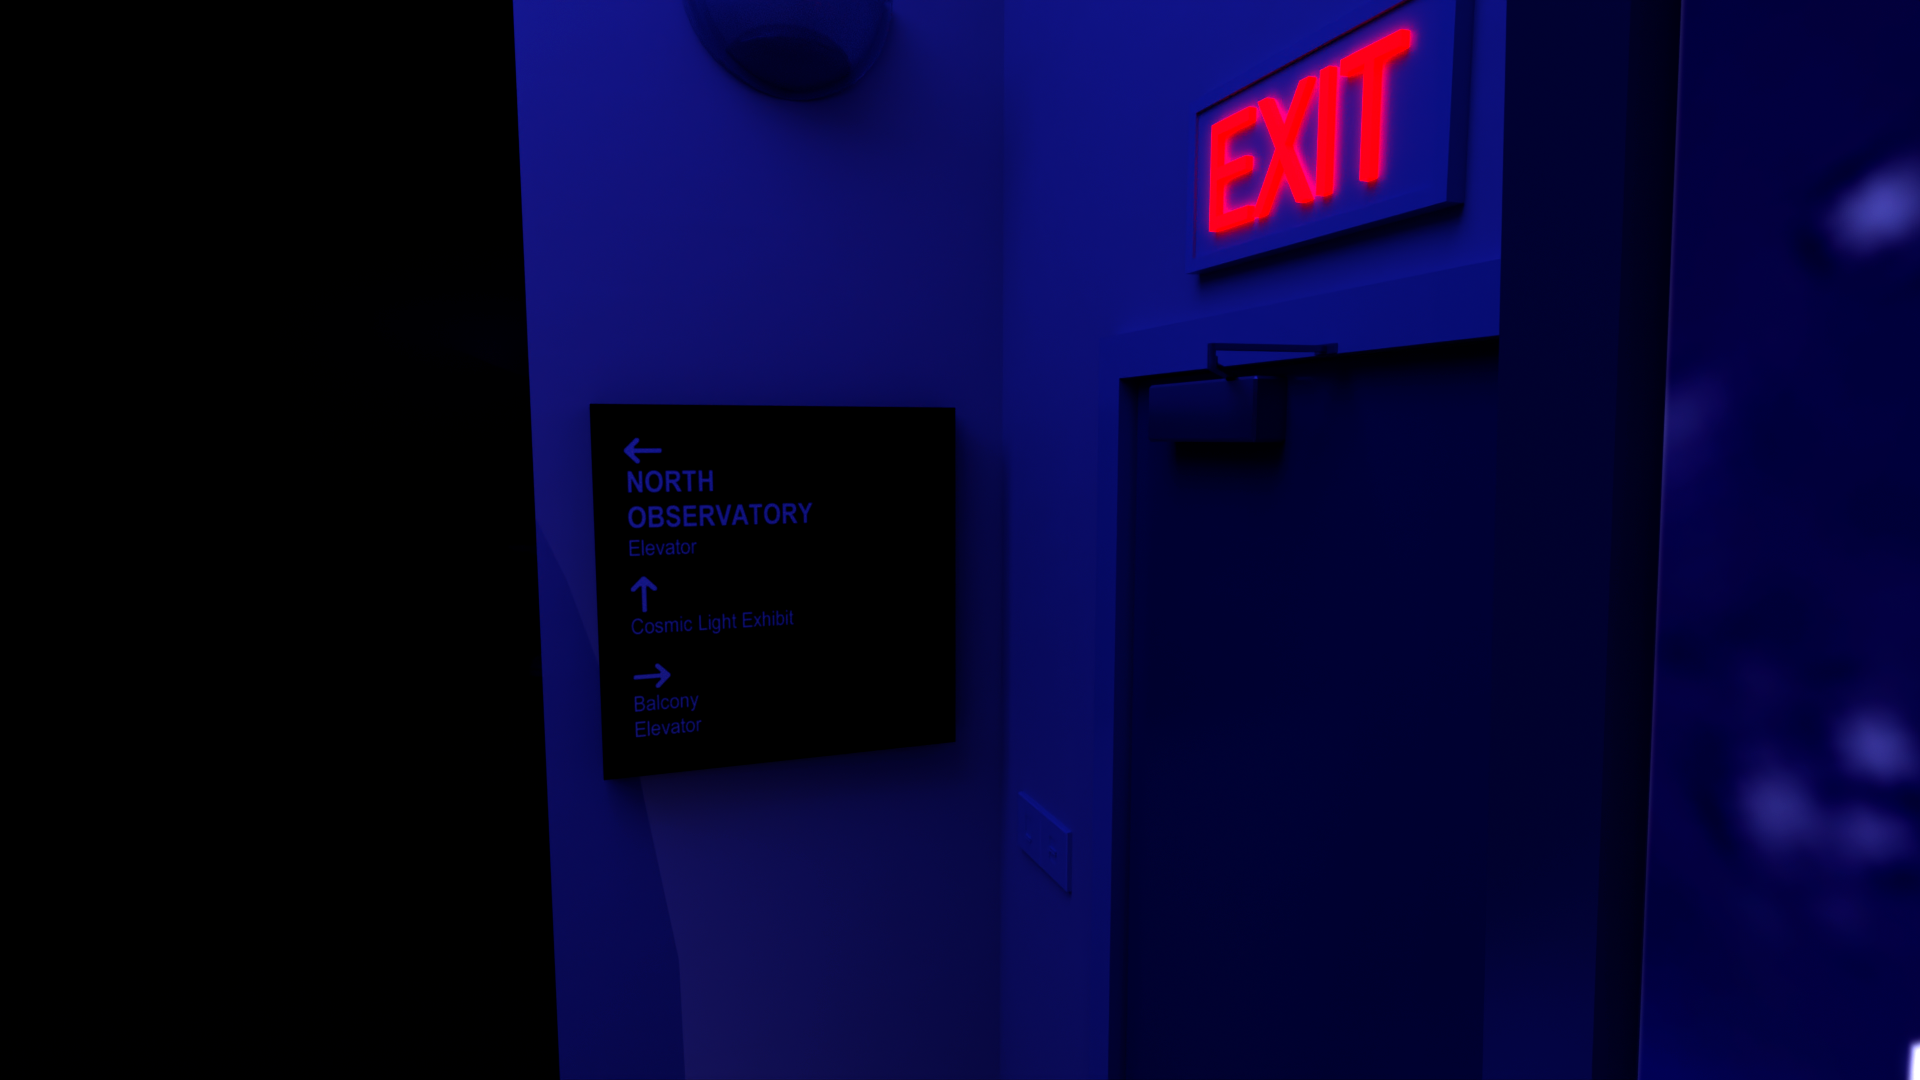 EXIT
←
NORTH
OBSERVATORY
Elevator
↑
Cosmic Light Exhibit
→
Balcony
Elevator